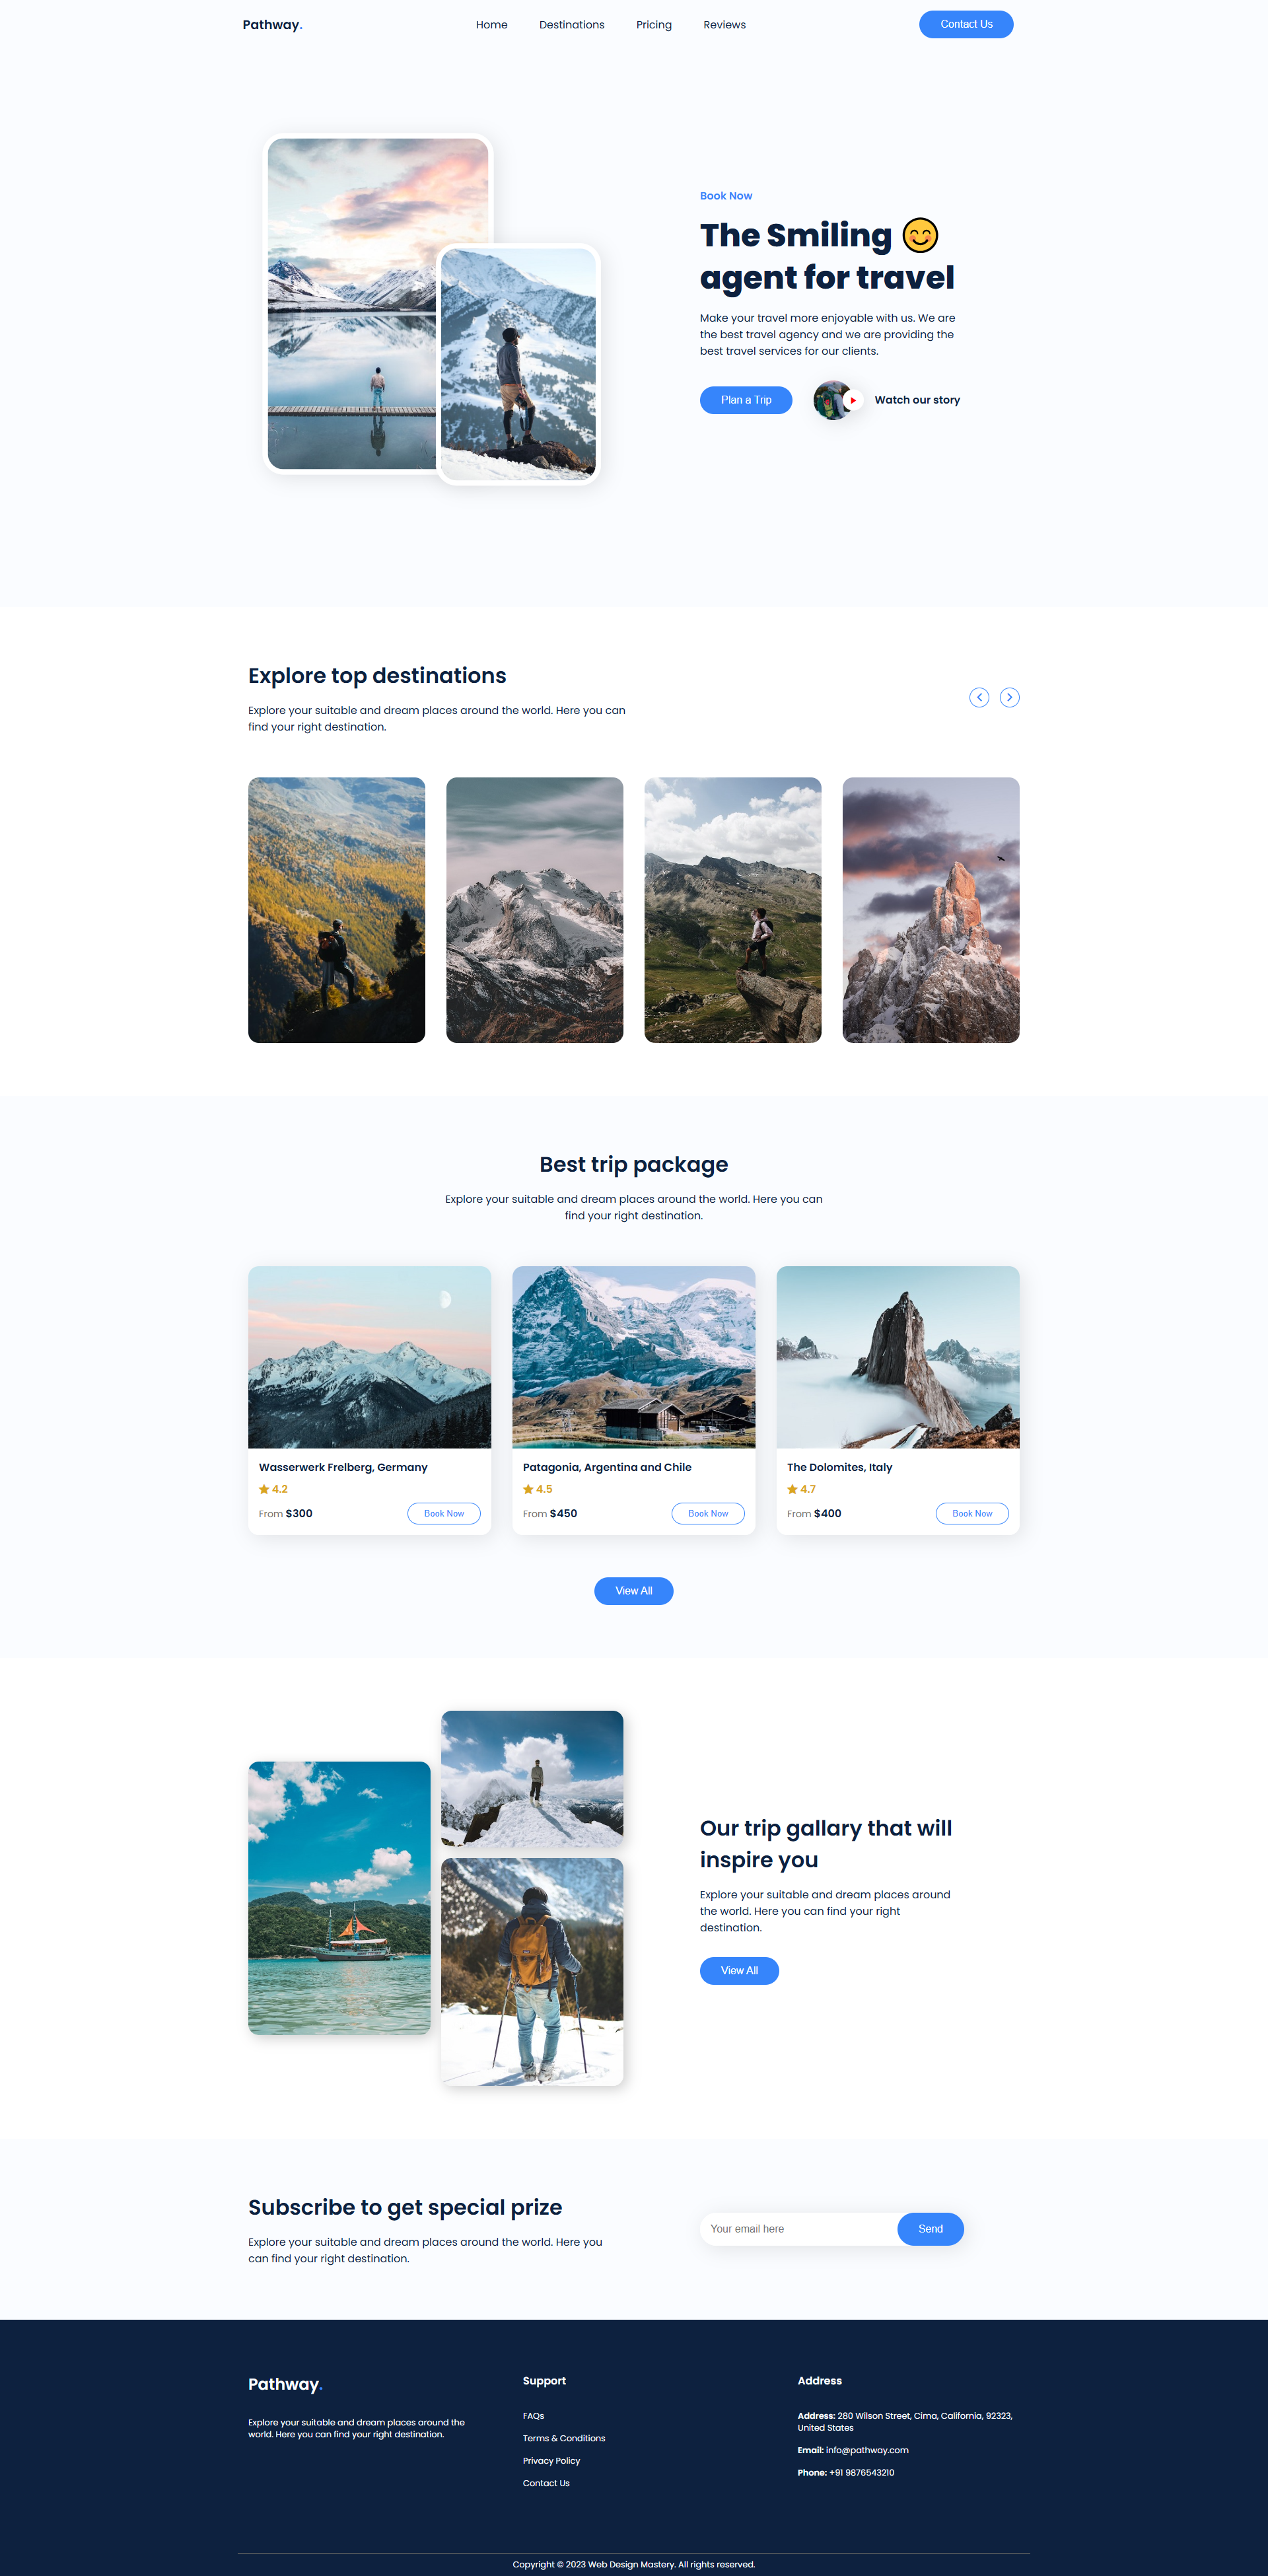 Pathway.
Home
Destinations
Pricing
Reviews
Contact Us
Book Now
The Smiling 😊
agent for travel
Make your travel more enjoyable with us. We are
the best travel agency and we are providing the
best travel services for our clients.
Plan a Trip
Watch our story
Explore top destinations
Explore your suitable and dream places around the world. Here you can
find your right destination.
Best trip package
Explore your suitable and dream places around the world. Here you can
find your right destination.
Wasserwerk Frelberg, Germany
4.2
From $300
Book Now
Patagonia, Argentina and Chile
4.5
From $450
Book Now
The Dolomites, Italy
4.7
From $400
Book Now
View All
Our trip gallary that will
inspire you
Explore your suitable and dream places around
the world. Here you can find your right
destination.
View All
Subscribe to get special prize
Explore your suitable and dream places around the world. Here you
can find your right destination.
Your email here
Send
Pathway.
Explore your suitable and dream places around the
world. Here you can find your right destination.
Support
FAQs
Terms & Conditions
Privacy Policy
Contact Us
Address
Address: 280 Wilson Street, Cima, California, 92323,
United States
Email: info@pathway.com
Phone: +91 9876543210
Copyright © 2023 Web Design Mastery. All rights reserved.